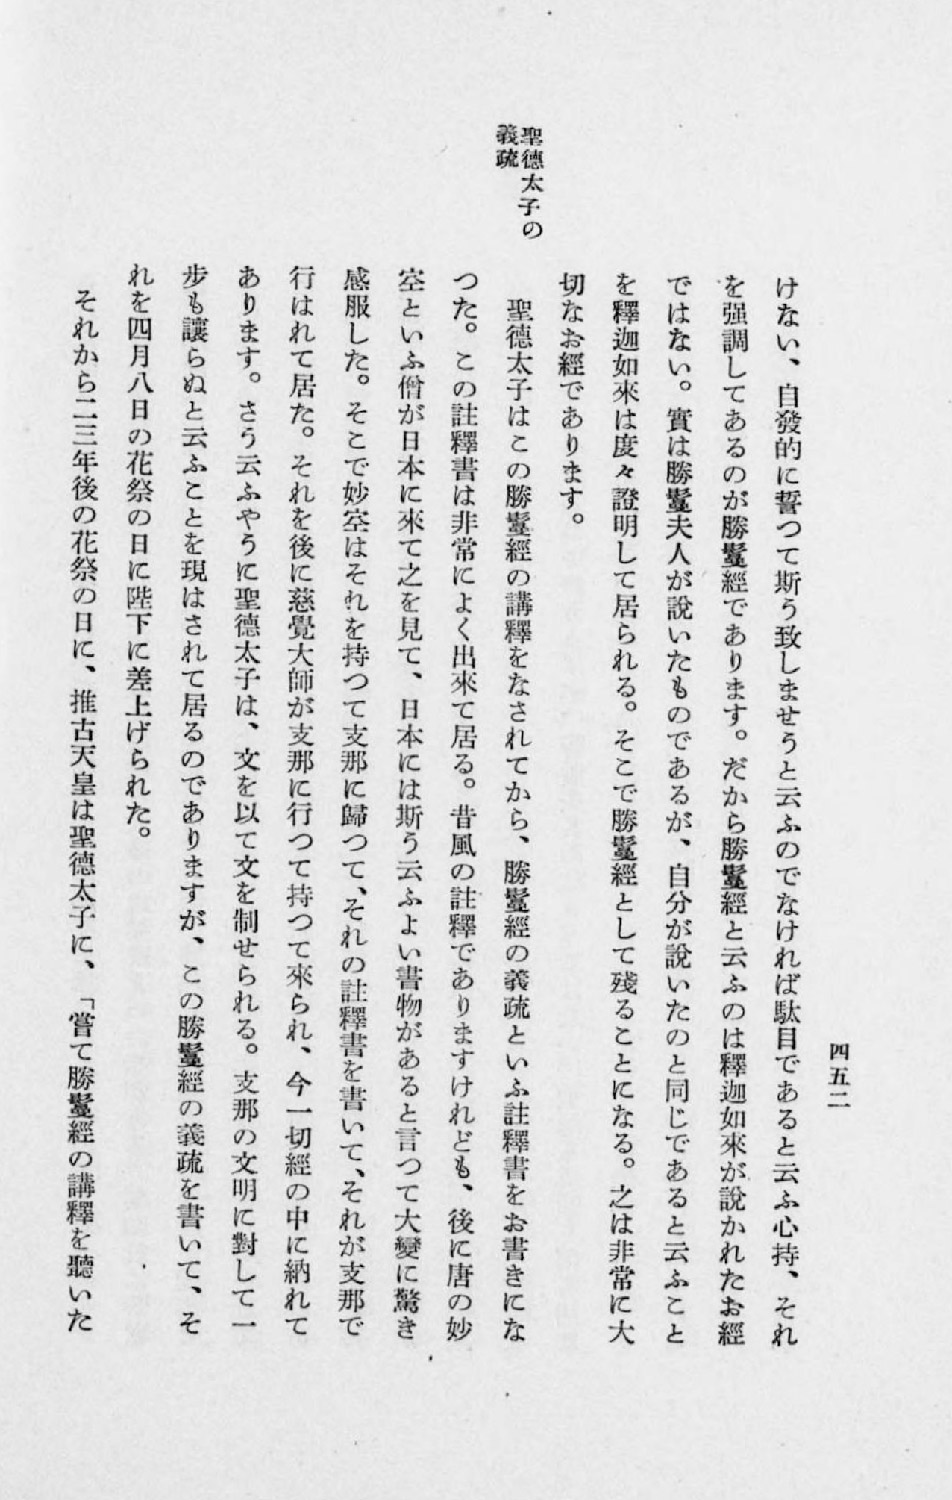 四五二
けない、自發的に誓つて斯う致しませうと云ふのでなければ駄目であると云ふ心持、それ
を强調してあるのが勝鬘經であります。だから勝鬘經と云ふのは釋迦如來が說かれたお經
ではない。實は勝鬘夫人が說いたものであるが、自分が說いたのと同じであると云ふこと
を釋迦如來は度々證明して居られる。そこで勝鬘經として殘ることになる。之は非常に大
切なお經であります。
聖德太子の
義疏
聖德太子はこの勝鬘經の講釋をなされてから、勝鬘經の義疏といふ註釋書をお書きにな
つた。この註釋書は非常によく出來て居る。昔風の註釋でありますけれども、後に唐の妙
空といふ僧が日本に來て之を見て、日本には斯う云ふよい書物があると言つて大變に驚き
感服した。そこで妙空はそれを持つて支那に歸つて、それの註釋書を書いて、それが支那で
行はれて居た。それを後に慈覺大師が支那に行つて持つて來られ、今一切經の中に納れて
あります。さう云ふやうに聖德太子は、文を以て文を制せられる。支那の文明に對して一
步も讓らぬと云ふことを現はされて居るのでありますが、この勝鬘經の義疏を書いて、そ
れを四月八日の花祭の日に陛下に差上げられた。
それから二三年後の花祭の日に、推古天皇は聖德太子に、「嘗て勝鬘經の講釋を聽いた